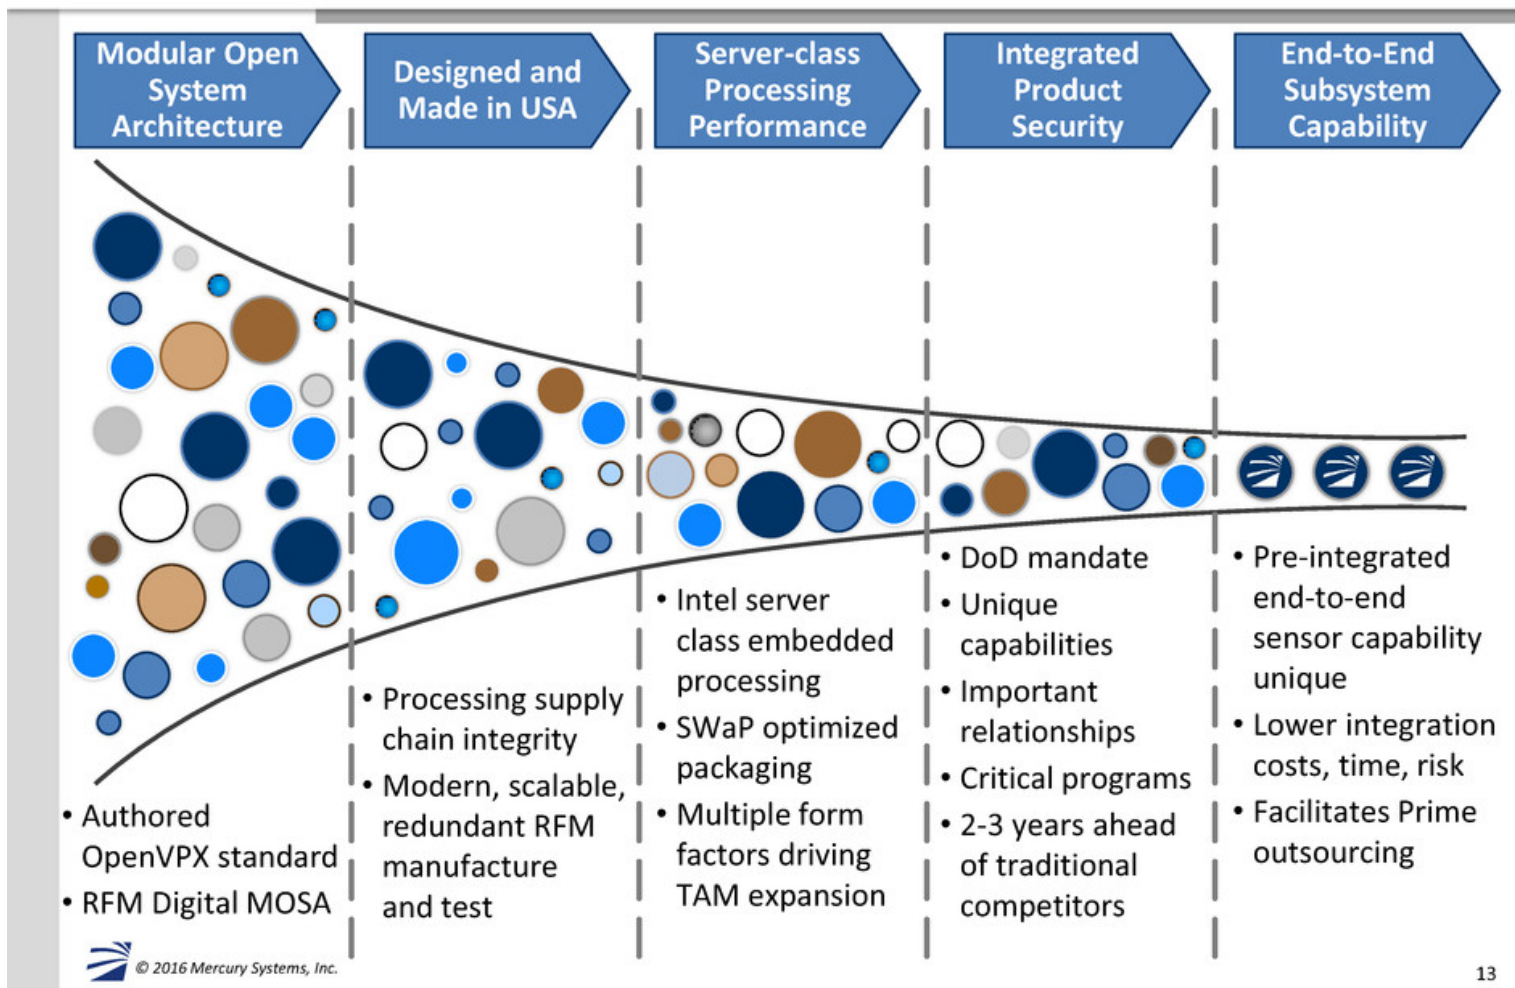 Modular Open
System
Architecture
Designed and
Made in USA
Server-class
Processing
Performance
Integrated
Product
Security
End-to-End
Subsystem
Capability
• Authored
OpenVPX standard
• RFM Digital MOSA
• Processing supply
chain integrity
• Modern, scalable,
redundant RFM
manufacture
and test
• Intel server
class embedded
processing
• SWaP optimized
packaging
• Multiple form
factors driving
TAM expansion
• DoD mandate
• Unique
capabilities
• Important
relationships
• Critical programs
• 2-3 years ahead
of traditional
competitors
• Pre-integrated
end-to-end
sensor capability
unique
• Lower integration
costs, time, risk
• Facilitates Prime
outsourcing
© 2016 Mercury Systems, Inc.
13